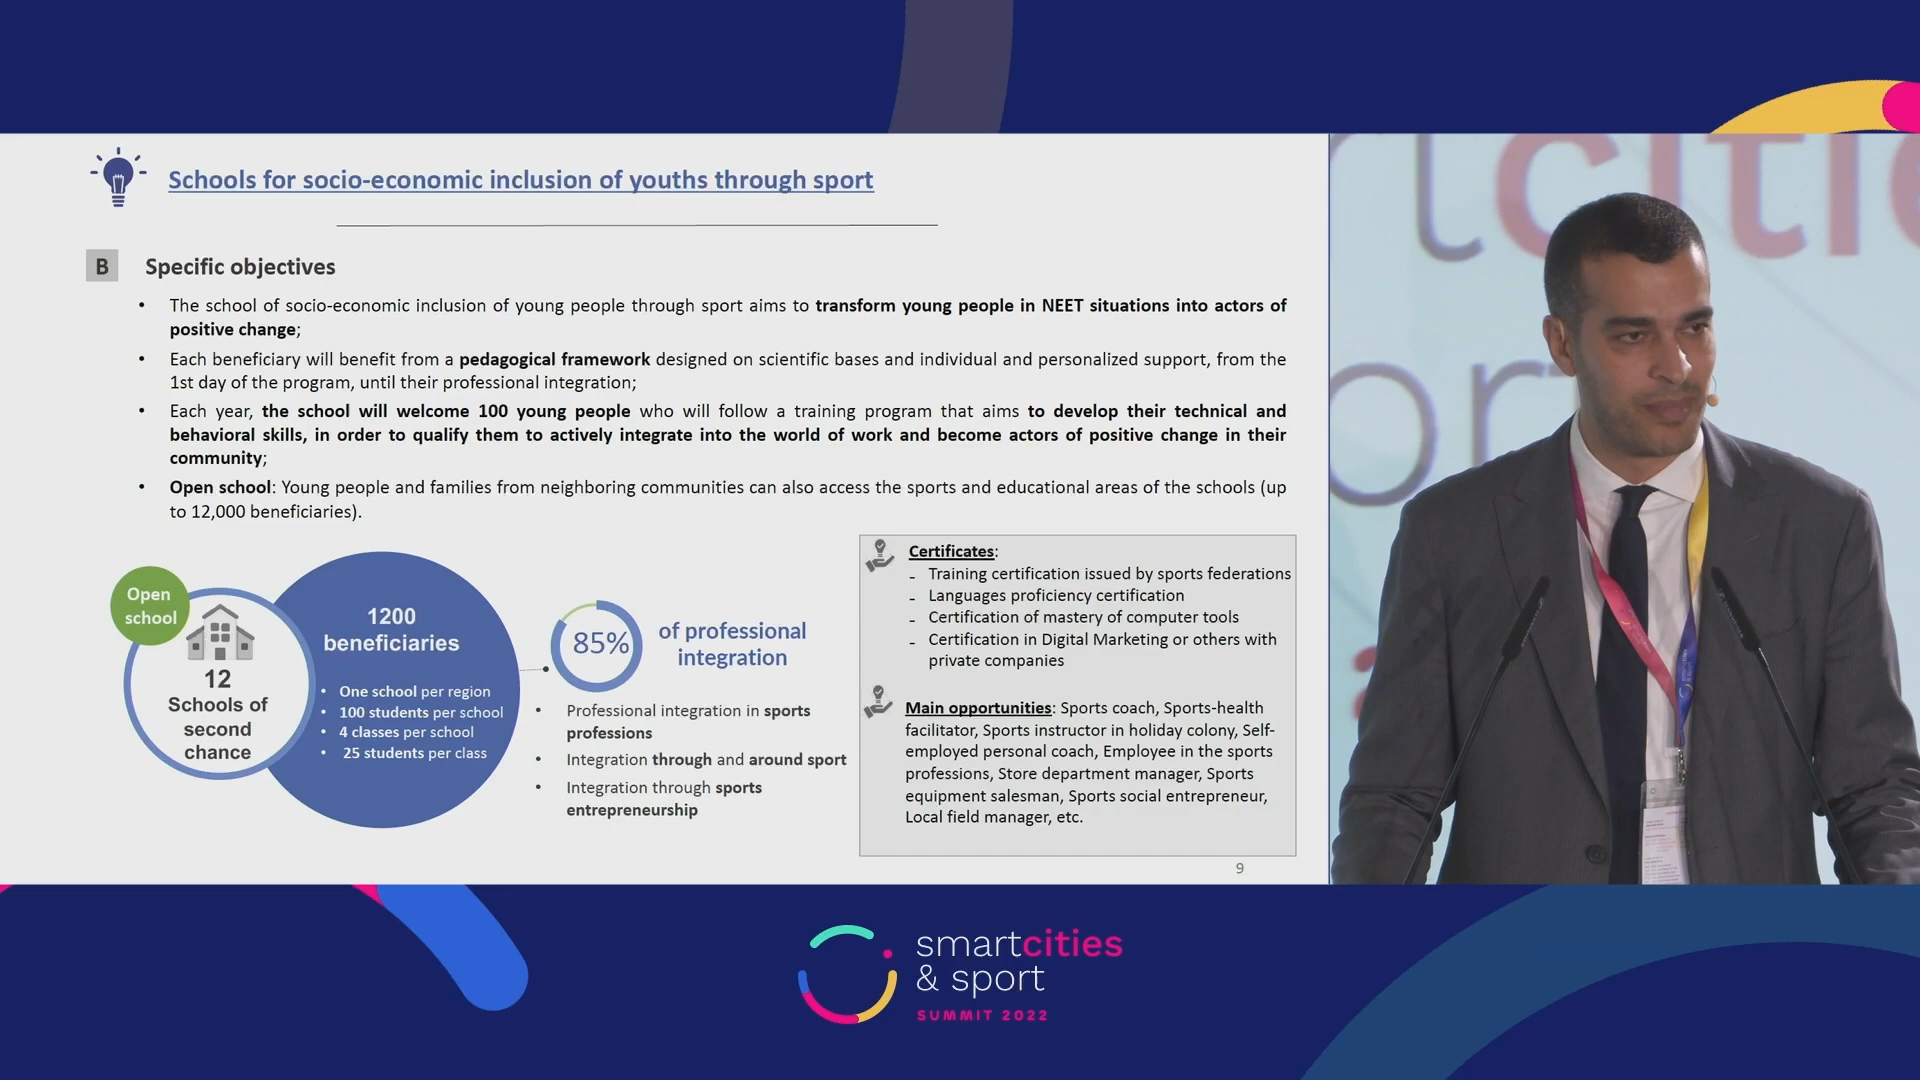 Schools for socio-economic inclusion of youths through sport
B Specific objectives
• The school of socio-economic inclusion of young people through sport aims to transform young people in NEET situations into actors of
positive change;
• Each beneficiary will benefit from a pedagogical framework designed on scientific bases and individual and personalized support, from the
1st day of the program, until their professional integration;
• Each year, the school will welcome 100 young people who will follow a training program that aims to develop their technical and
behavioral skills, in order to qualify them to actively integrate into the world of work and become actors of positive change in their
community;
• Open school: Young people and families from neighboring communities can also access the sports and educational areas of the schools (up
to 12,000 beneficiaries).
Open
school
12
Schools of
second
chance
1200
beneficiaries
• One school per region
• 100 students per school
• 4 classes per school
• 25 students per class
85%
of professional
integration
• Professional integration in sports
professions
• Integration through and around sport
• Integration through sports
entrepreneurship
Certificates:
- Training certification issued by sports federations
- Languages proficiency certification
- Certification of mastery of computer tools
- Certification in Digital Marketing or others with
private companies
Main opportunities: Sports coach, Sports-health
facilitator, Sports instructor in holiday colony, Self-
employed personal coach, Employee in the sports
professions, Store department manager, Sports
equipment salesman, Sports social entrepreneur,
Local field manager, etc.
9
smartcities
& sport
SUMMIT 2022